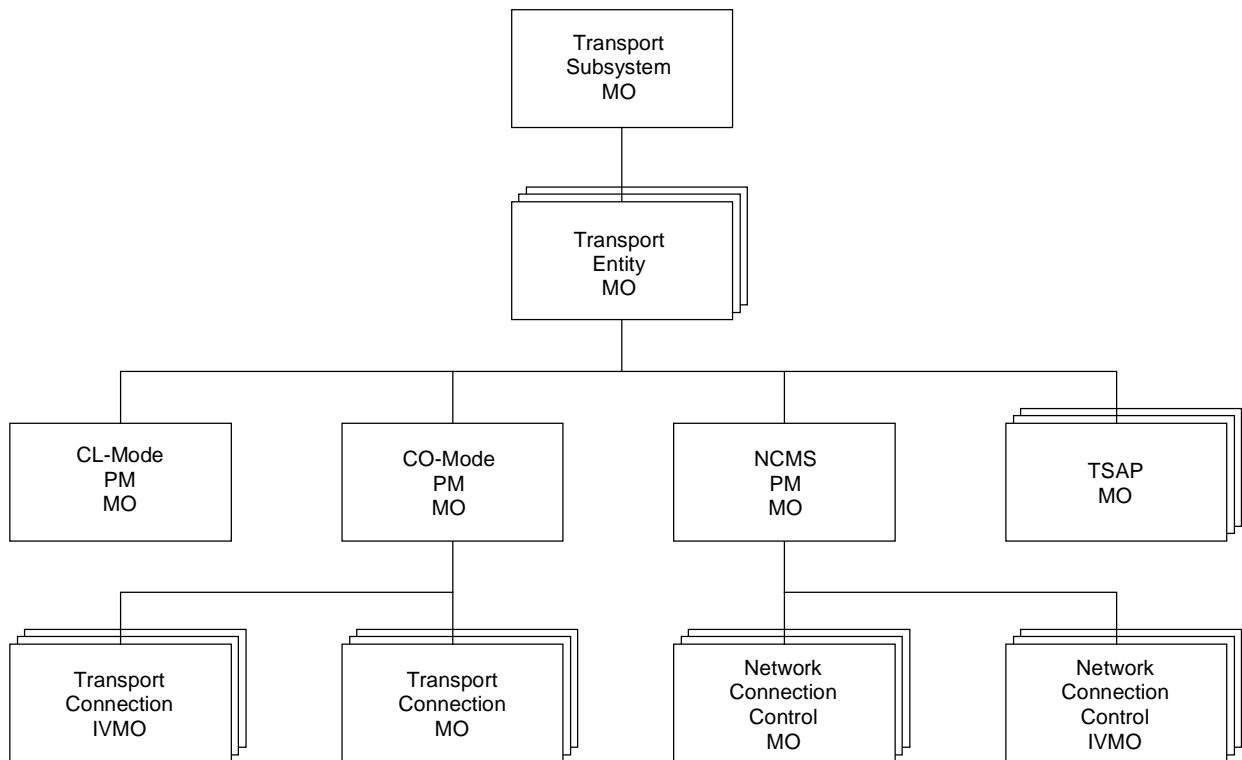 Transport
Subsystem
MO
Transport
Entity
MO
CL-Mode
PM
MO
CO-Mode
PM
MO
NCMS
PM
MO
TSAP
MO
Transport
Connection
IVMO
Transport
Connection
MO
Network
Connection
Control
MO
Network
Connection
Control
IVMO